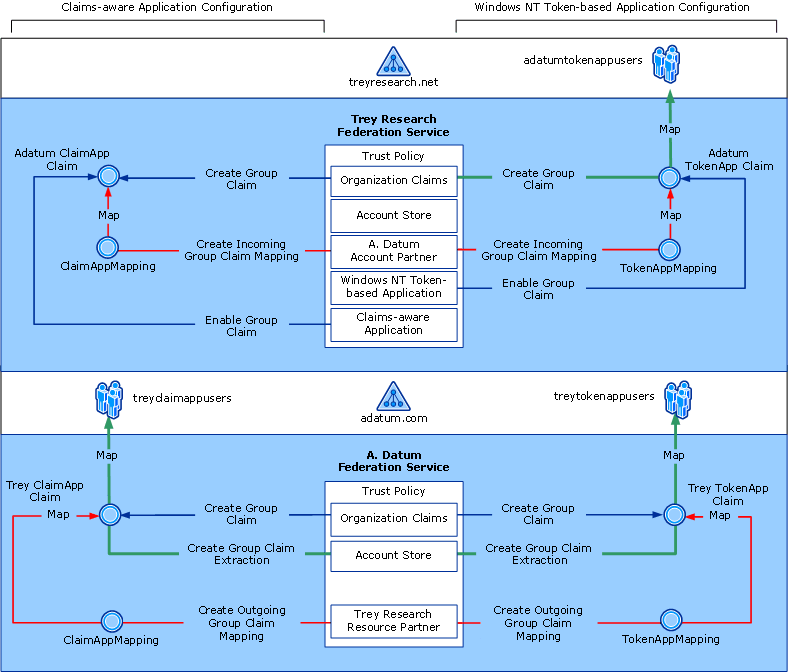 Claims-aware Application Configuration
Windows NT Token-based Application Configuration
treyresearch.net
adatumtokenappusers
Trey Research
Federation Service
Trust Policy
Organization Claims
Account Store
A. Datum
Account Partner
Windows NT Token-
based Application
Claims-aware
Application
Adatum ClaimApp
Claim
Create Group
Claim
Map
Create Incoming
Group Claim Mapping
ClaimAppMapping
Enable Group
Claim
Create Group
Claim
Map
Adatum
TokenApp Claim
Map
Create Incoming
Group Claim Mapping
TokenAppMapping
Enable Group
Claim
treyclaimappusers
adatum.com
treytokenappusers
A. Datum
Federation Service
Trust Policy
Organization Claims
Account Store
Trey Research
Resource Partner
Map
Trey ClaimApp
Claim
Map
Create Group
Claim
Create Group Claim
Extraction
Create Outgoing
Group Claim
Mapping
ClaimAppMapping
Map
Trey TokenApp
Claim
Map
Create Group
Claim
Create Group Claim
Extraction
Create Outgoing
Group Claim
Mapping
TokenAppMapping